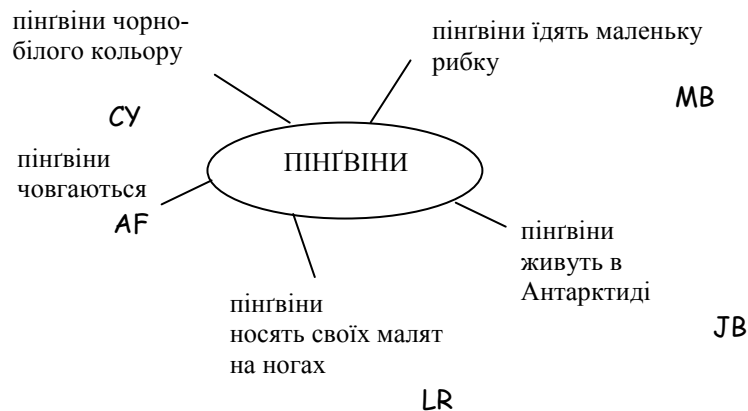 пінґвіни чорно-
білого кольору
CY
пінґвіни їдять маленьку
рибку
MB
ПІНҐВІНИ
пінґвіни
човгаються
AF
пінґвіни
живуть в
Антарктиді
JB
пінґвіни
носять своїх малят
на ногах
LR